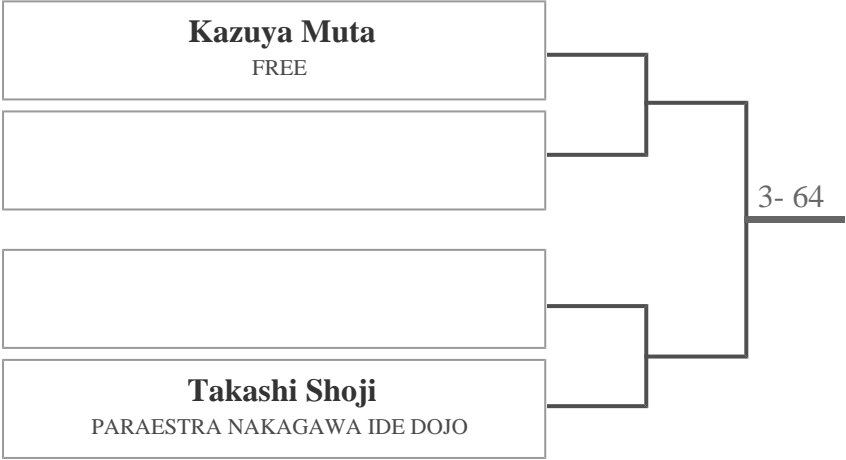 Kazuya Muta
FREE
3- 64
Takashi Shoji
PARAESTRA NAKAGAWA IDE DOJO